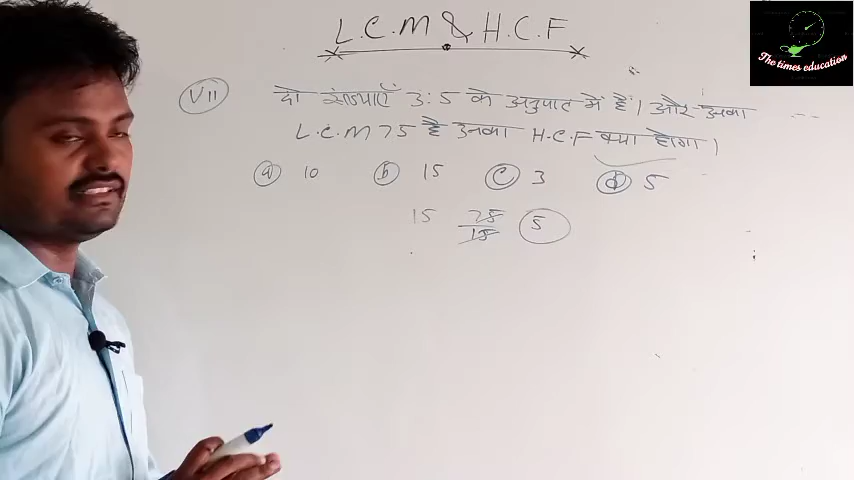 L.C.M & H.C.F
The times education
VII दो संख्याएँ 3:5 के अनुपात में हैं। और उनका
L.C.M 75 है उनका H.C.F क्या होगा।
(a) 10 (b) 15 (c) 3 (d) 5
15 75/15 5